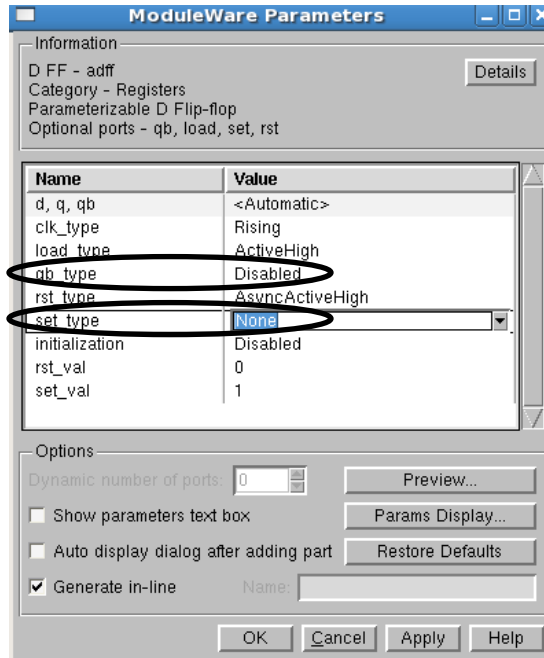 ModuleWare Parameters
Information
D FF - adff
Details
Category - Registers
Parameterizable D Flip-flop
Optional ports - qb, load, set, rst
Name Value
d, q, qb <Automatic>
clk_type Rising
load_type ActiveHigh
qb_type Disabled
rst_type AsyncActiveHigh
set_type None
initialization Disabled
rst_val 0
set_val 1
Options
Dynamic number of ports: 0 Preview...
Show parameters text box Params Display...
Auto display dialog after adding part Restore Defaults
Generate in-line Name:
OK Cancel Apply Help